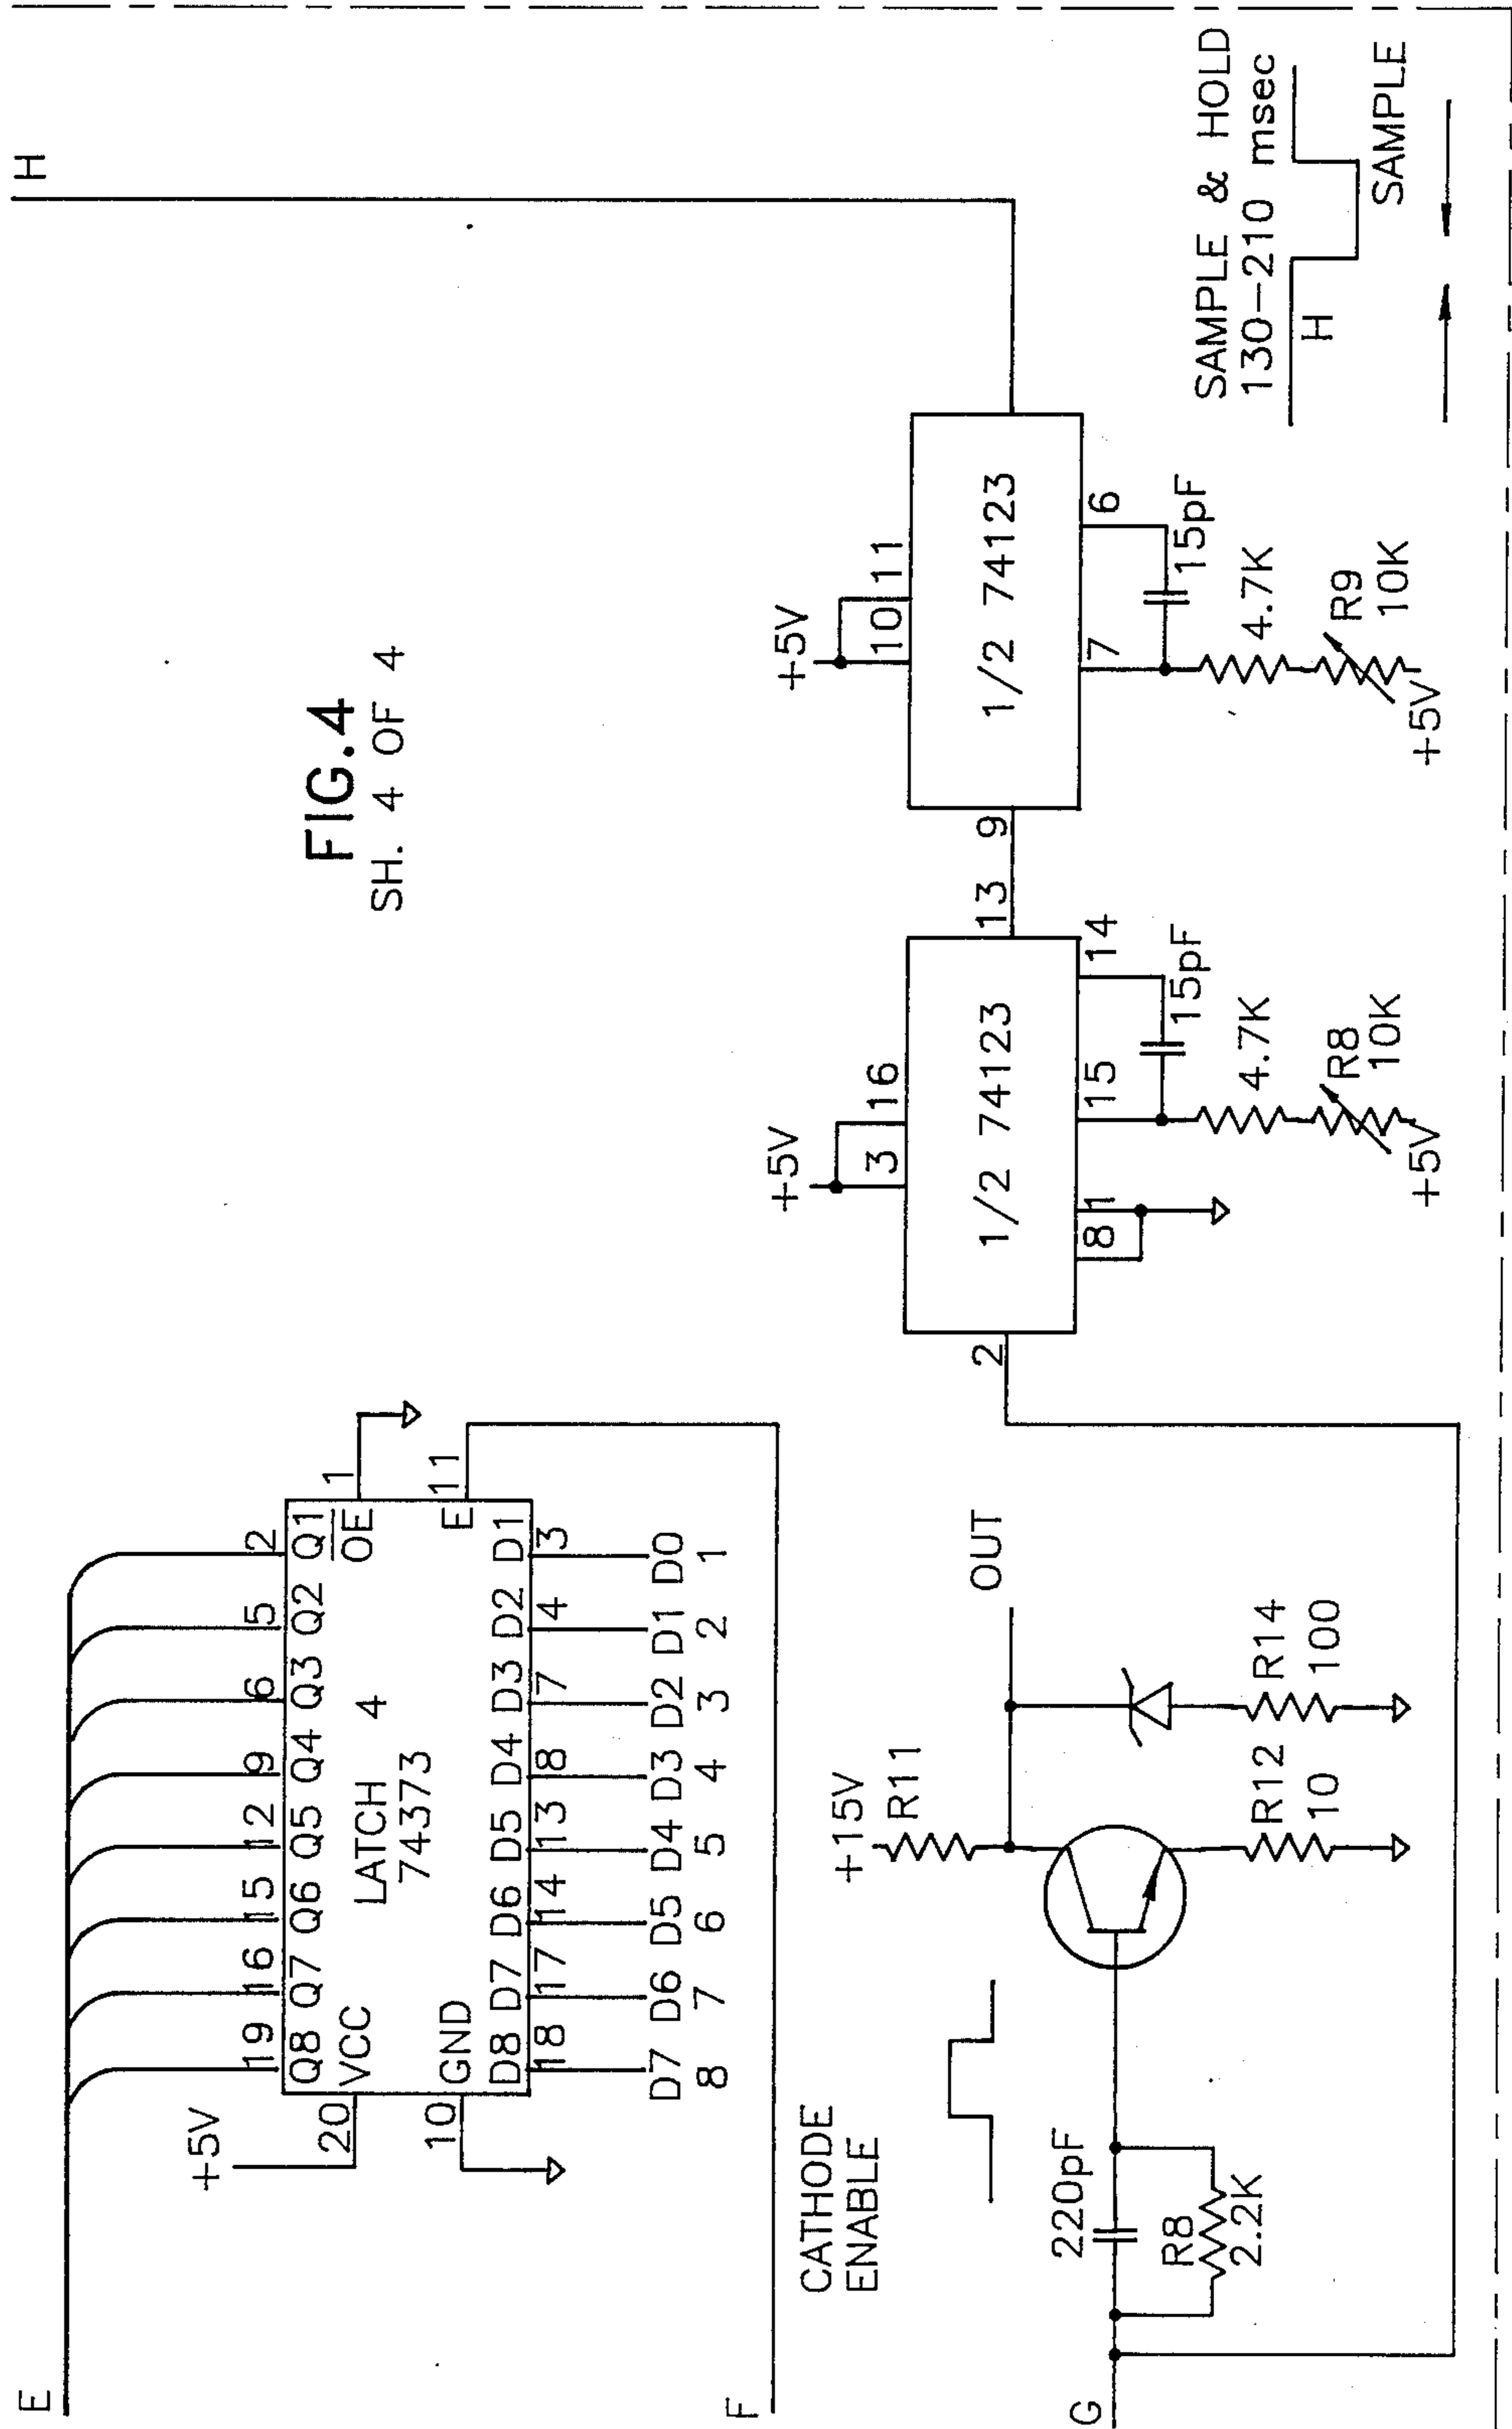 FIG.4
SH. 4 OF 4
E
H
+5V
19 16 15 12 9 6 5 2
Q8 Q7 Q6 Q5 Q4 Q3 Q2 Q1
20 VCC
OE 1
LATCH 4
74373
10 GND
E 11
D8 D7 D6 D5 D4 D3 D2 D1
18 17 14 13 8 7 4 3
D7 D6 D5 D4 D3 D2 D1 D0
8 7 6 5 4 3 2 1
F
CATHODE
ENABLE
+15V
R11
OUT
G
220pF
R8
2.2K
R12
10
R14
100
+5V
3 16
2
1/2 74123
13
8 1 15 14
15pF
4.7K
R8
10K
+5V
+5V
10 11
9
1/2 74123
7 6
15pF
4.7K
R9
10K
+5V
SAMPLE & HOLD
130-210 msec
H
SAMPLE